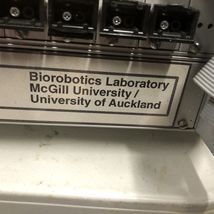 Biorobotics Laboratory
McGill University /
University of Auckland